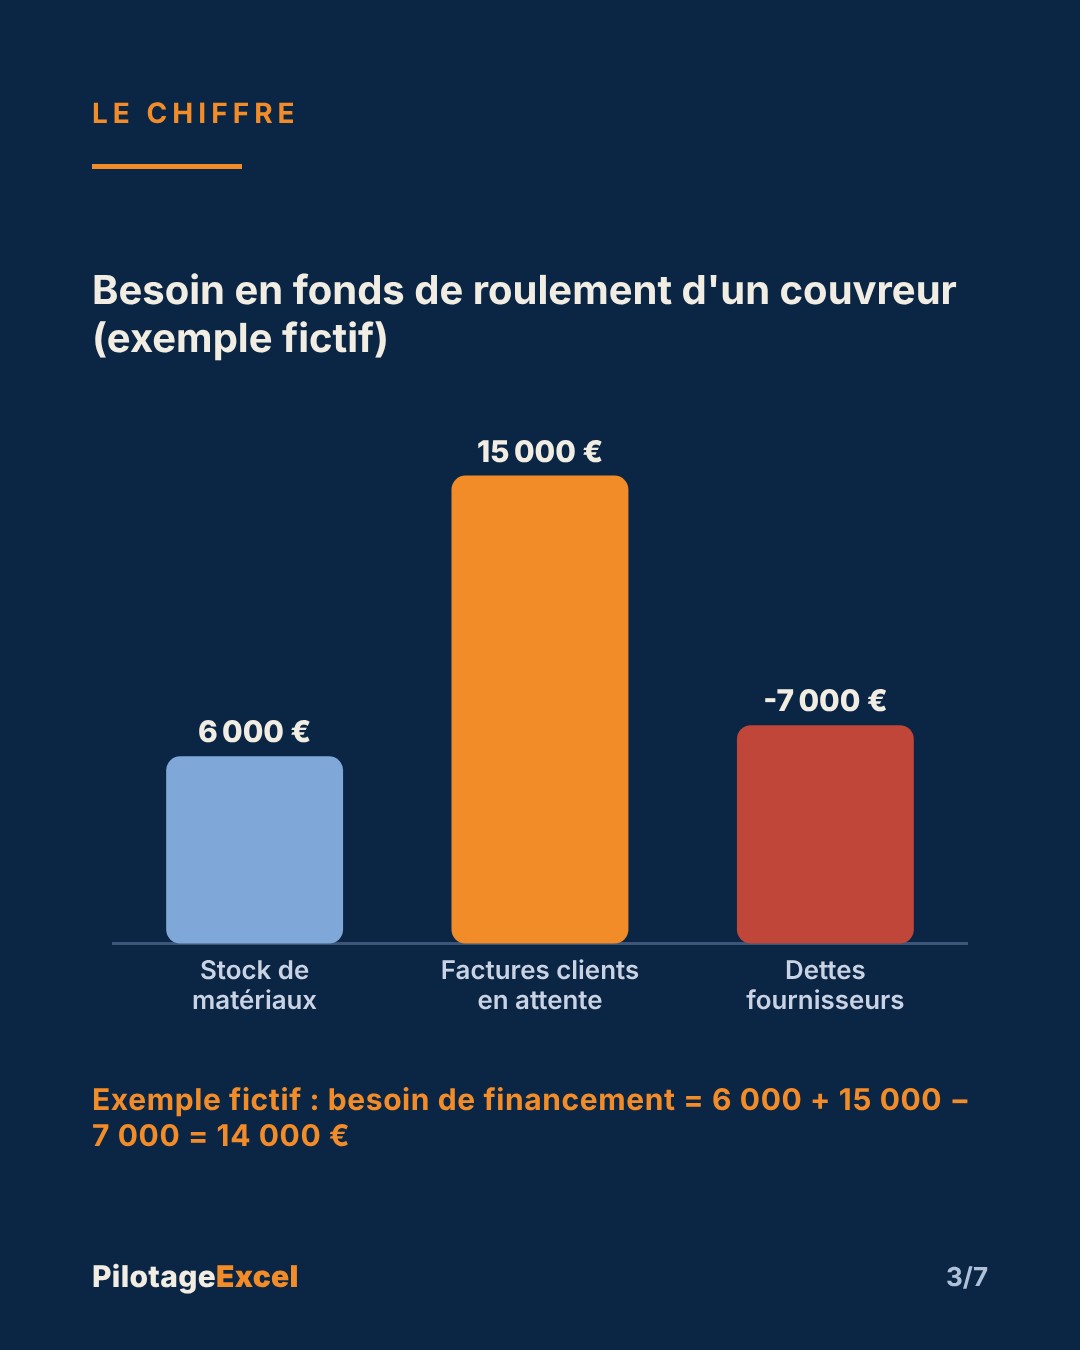 LE CHIFFRE
Besoin en fonds de roulement d'un couvreur
(exemple fictif)
15 000 €
-7 000 €
6 000 €
Stock de
matériaux
Factures clients
en attente
Dettes
fournisseurs
Exemple fictif : besoin de financement = 6 000 + 15 000 –
7 000 = 14 000 €
PilotageExcel
3/7